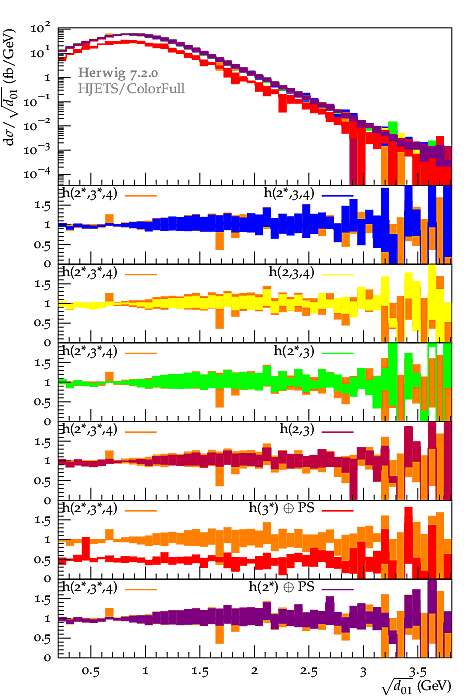 10²
10¹
1
10⁻¹
10⁻²
10⁻³
10⁻⁴
dσ/√d₀₁ (fb/GeV)
Herwig 7.2.0
HJETS/ColorFull
h(2*,3*,4) h(2*,3,4)
1.5
1
0.5
0
h(2*,3*,4) h(2,3,4)
1.5
1
0.5
0
h(2*,3*,4) h(2*,3)
1.5
1
0.5
0
h(2*,3*,4) h(2,3)
1.5
1
0.5
0
h(2*,3*,4) h(3*) ⊕ PS
1.5
1
0.5
0
h(2*,3*,4) h(2*) ⊕ PS
1.5
1
0.5
0
0.5 1 1.5 2 2.5 3 3.5
√d₀₁ (GeV)